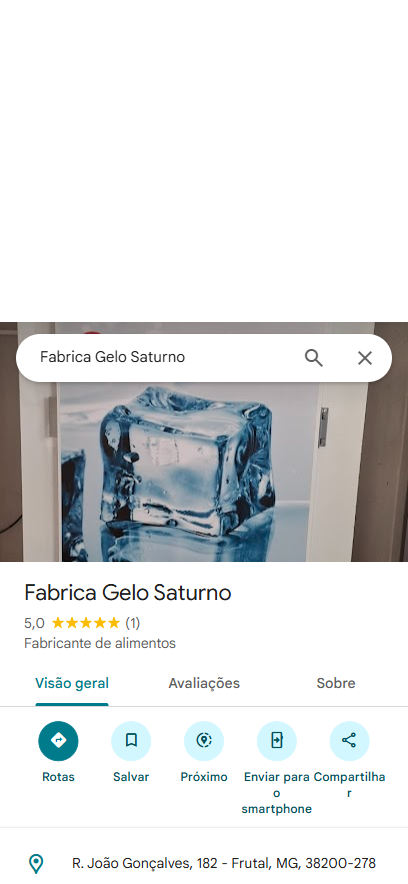 Fabrica Gelo Saturno
Fabrica Gelo Saturno
5,0 (1)
Fabricante de alimentos
Visão geral Avaliações Sobre
Rotas Salvar Próximo Enviar para o smartphone Compartilhar
R. João Gonçalves, 182 - Frutal, MG, 38200-278